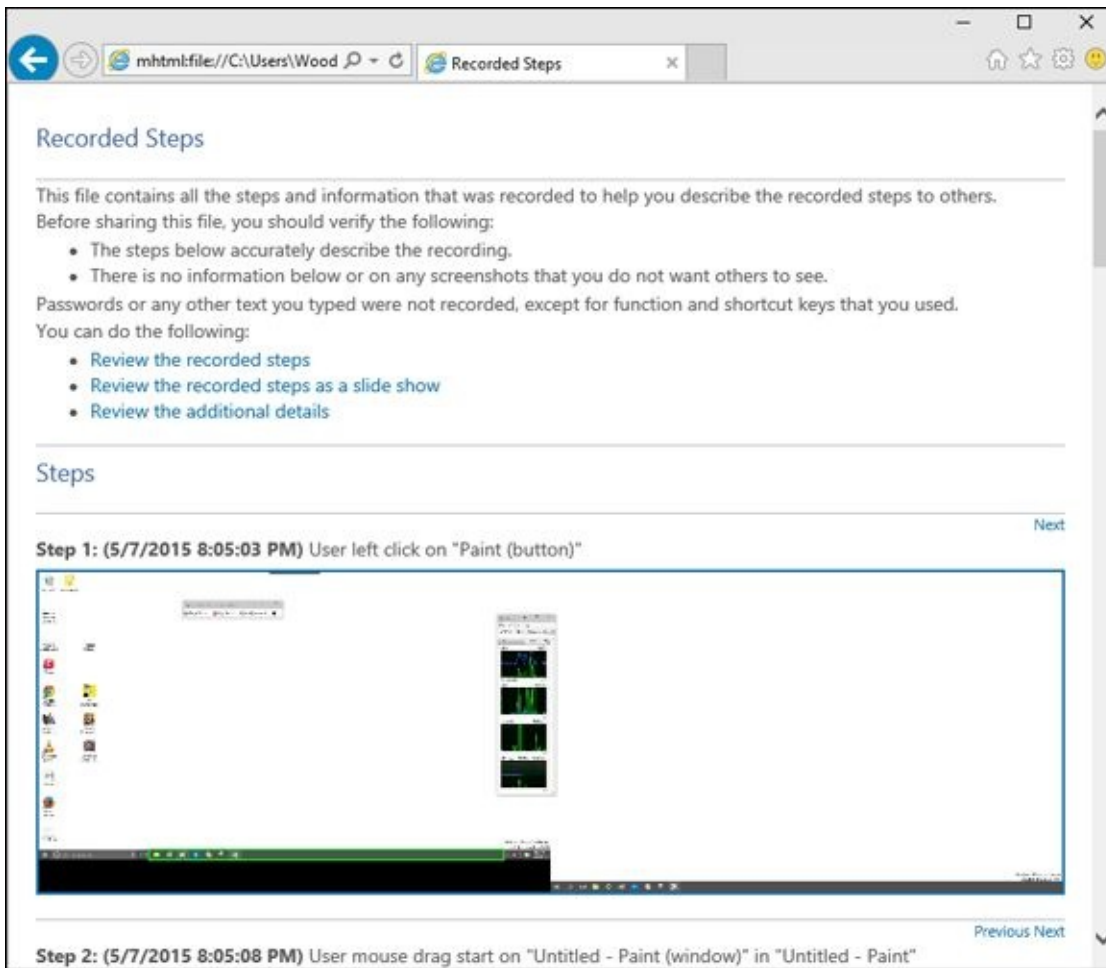 mhtml:file://C:\Users\Wood
Recorded Steps
Recorded Steps
This file contains all the steps and information that was recorded to help you describe the recorded steps to others.
Before sharing this file, you should verify the following:
• The steps below accurately describe the recording.
• There is no information below or on any screenshots that you do not want others to see.
Passwords or any other text you typed were not recorded, except for function and shortcut keys that you used.
You can do the following:
• Review the recorded steps
• Review the recorded steps as a slide show
• Review the additional details
Steps
Next
Step 1: (5/7/2015 8:05:03 PM) User left click on "Paint (button)"
Previous Next
Step 2: (5/7/2015 8:05:08 PM) User mouse drag start on "Untitled - Paint (window)" in "Untitled - Paint"